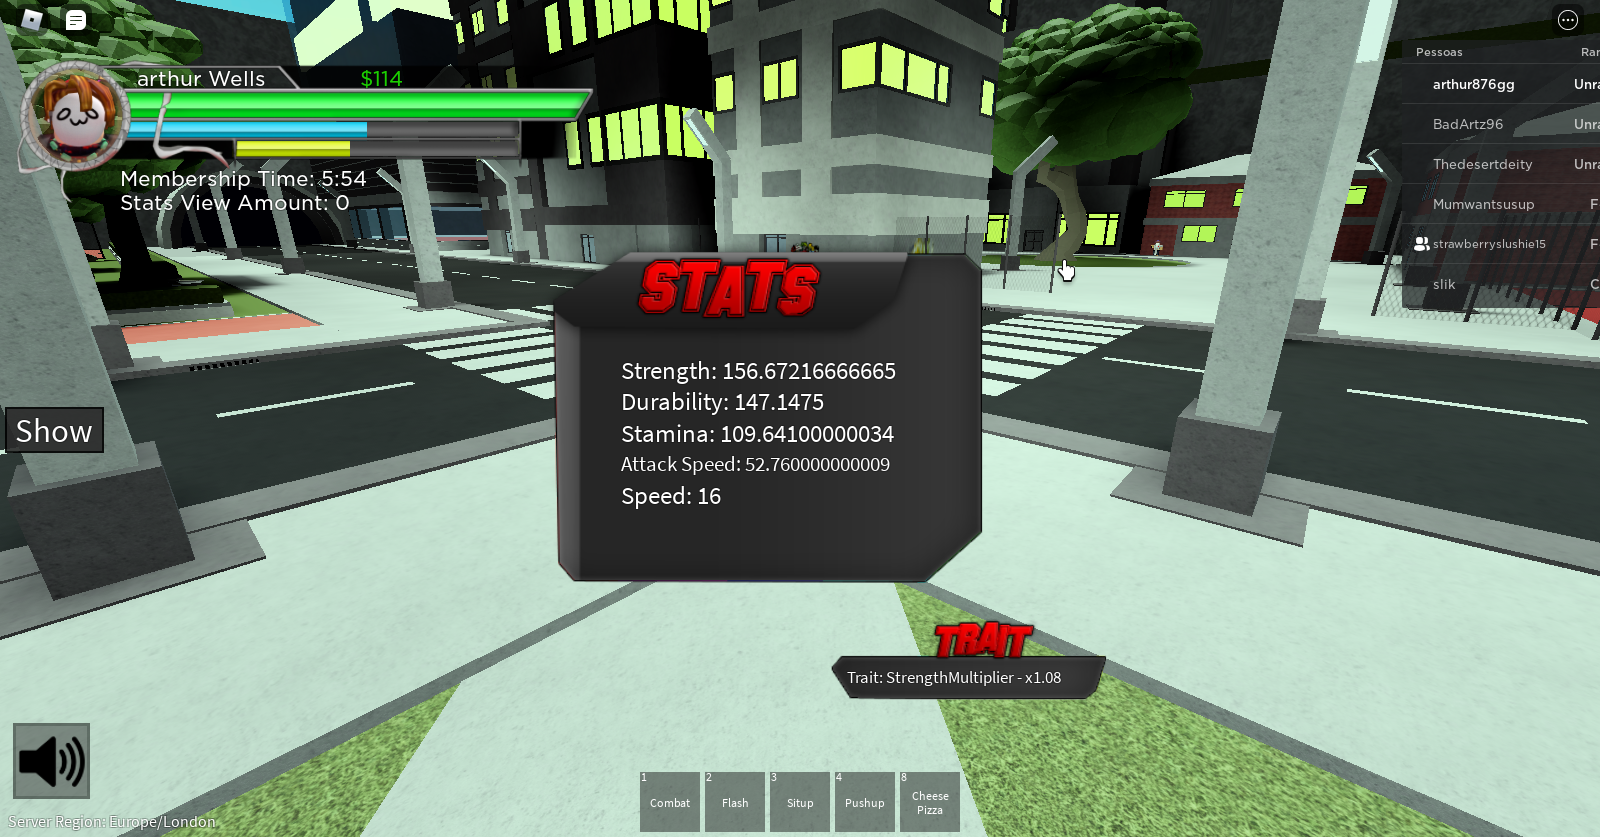 arthur Wells
$114
Membership Time: 5:54
Stats View Amount: 0
Pessoas
arthur876gg
BadArtz96
Thedesertdeity
Mumwantsusup
strawberryslushie15
slik
STATS
Strength: 156.67216666665
Durability: 147.1475
Stamina: 109.64100000034
Attack Speed: 52.760000000009
Speed: 16
Show
TRAIT
Trait: StrengthMultiplier - x1.08
1
Combat
2
Flash
3
Situp
4
Pushup
8
Cheese
Pizza
Server Region: Europe/London